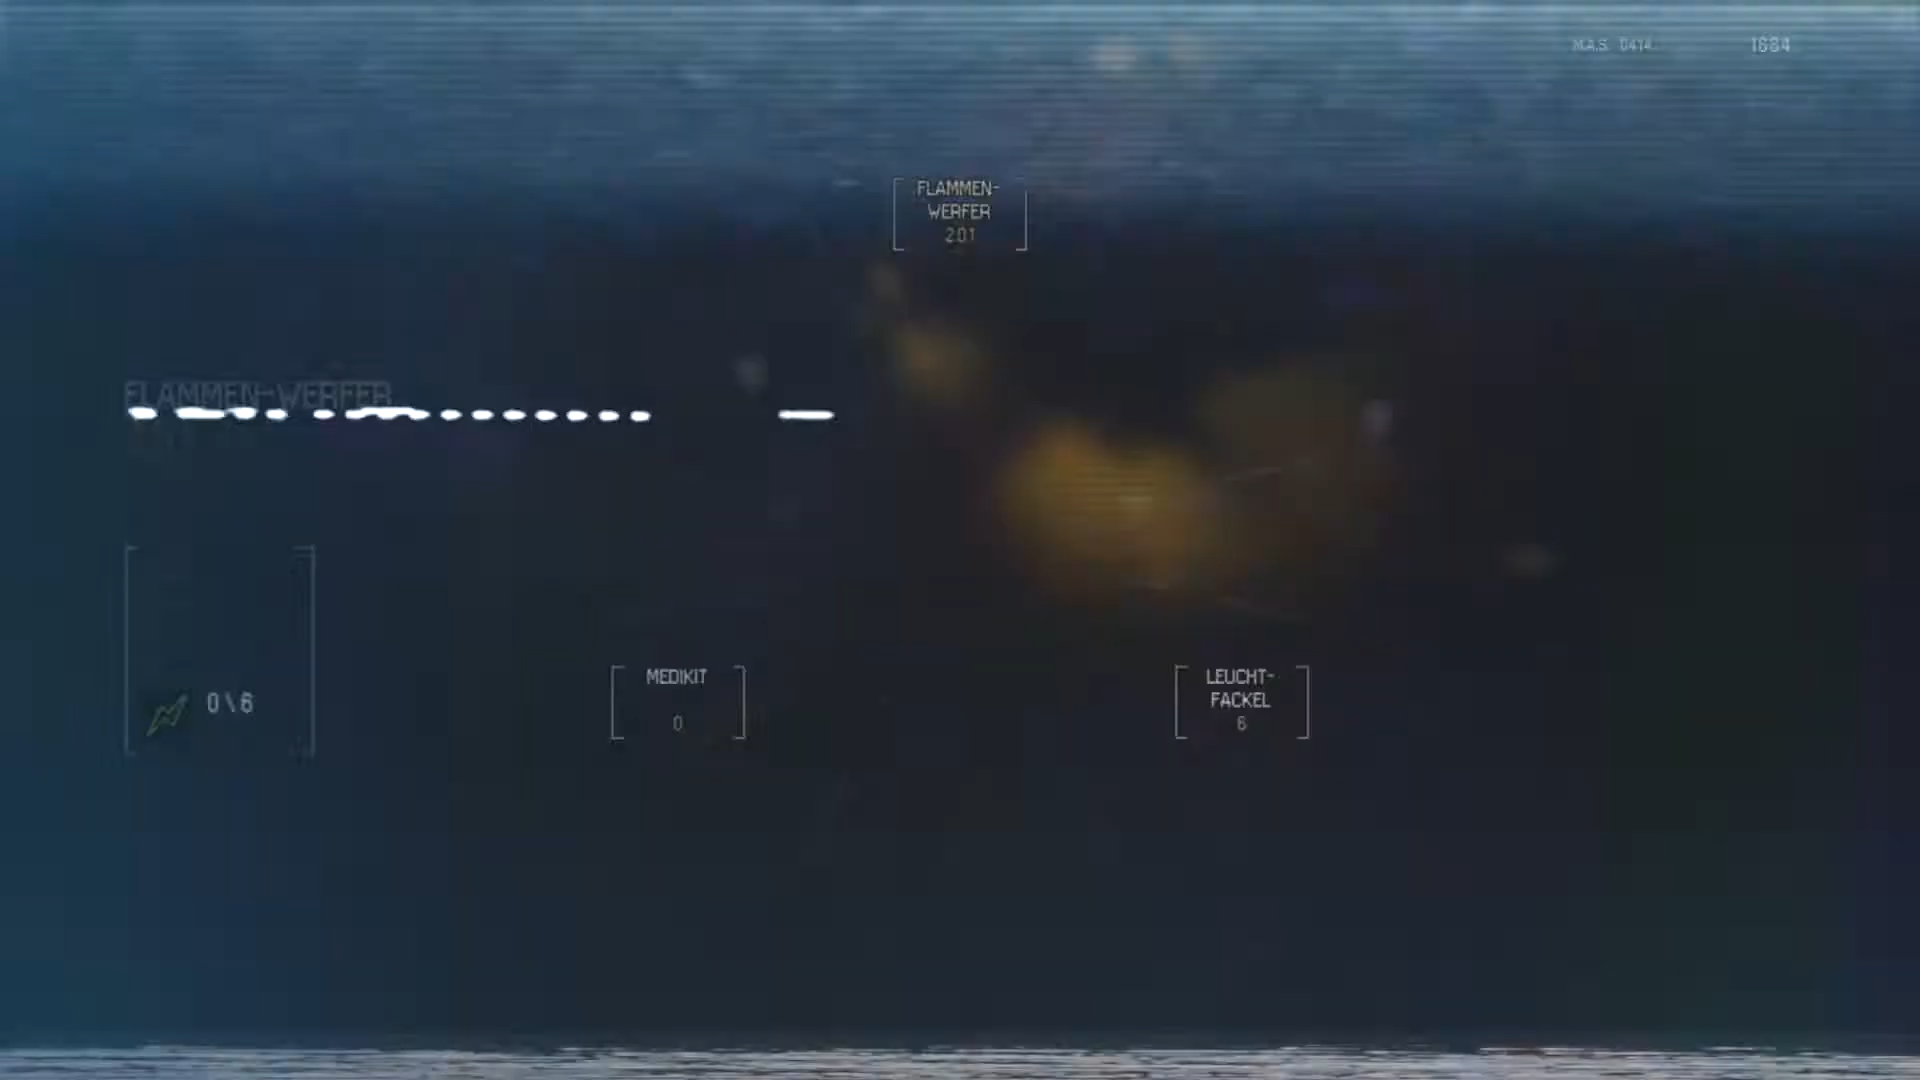 M.A.S. 0414
1684
FLAMMEN-
WERFER
201
FLAMMEN-WERFER
0\6
MEDIKIT
0
LEUCHT-
FACKEL
6